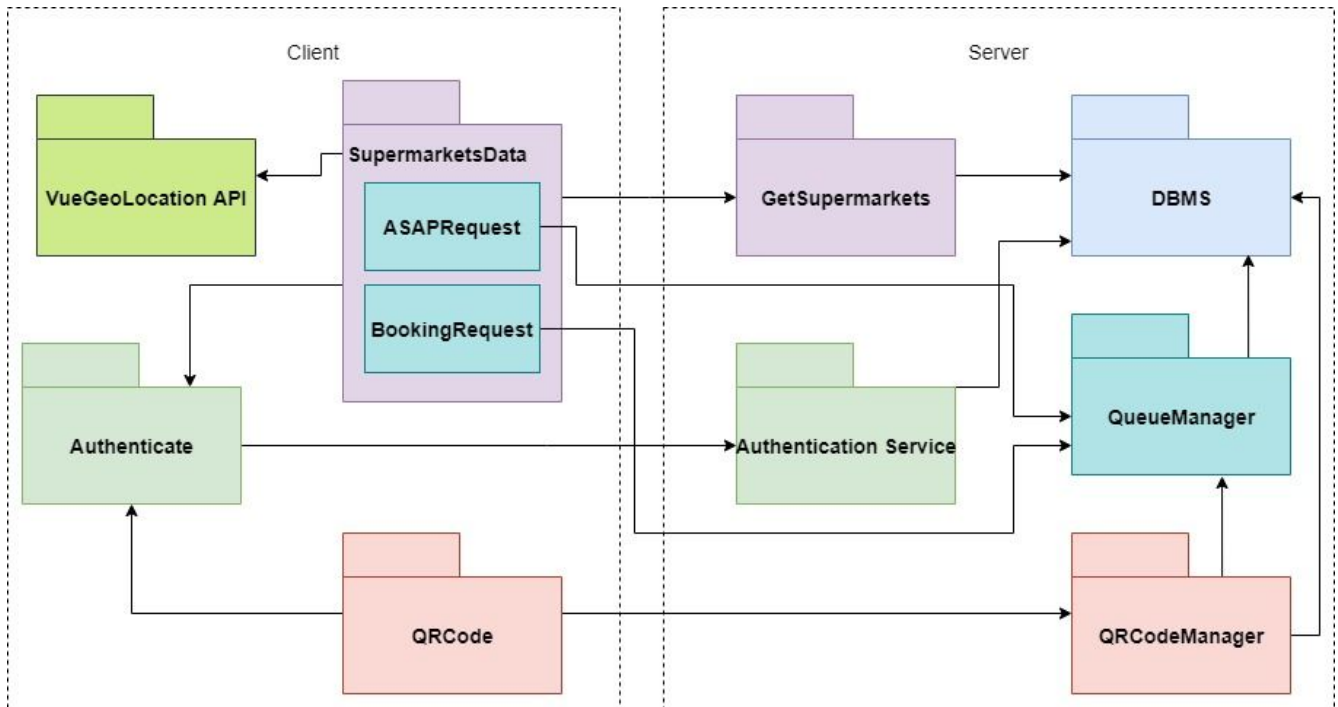 Client
Server
VueGeoLocation API
SupermarketsData
ASAPRequest
BookingRequest
GetSupermarkets
DBMS
Authenticate
Authentication Service
QueueManager
QRCode
QRCodeManager